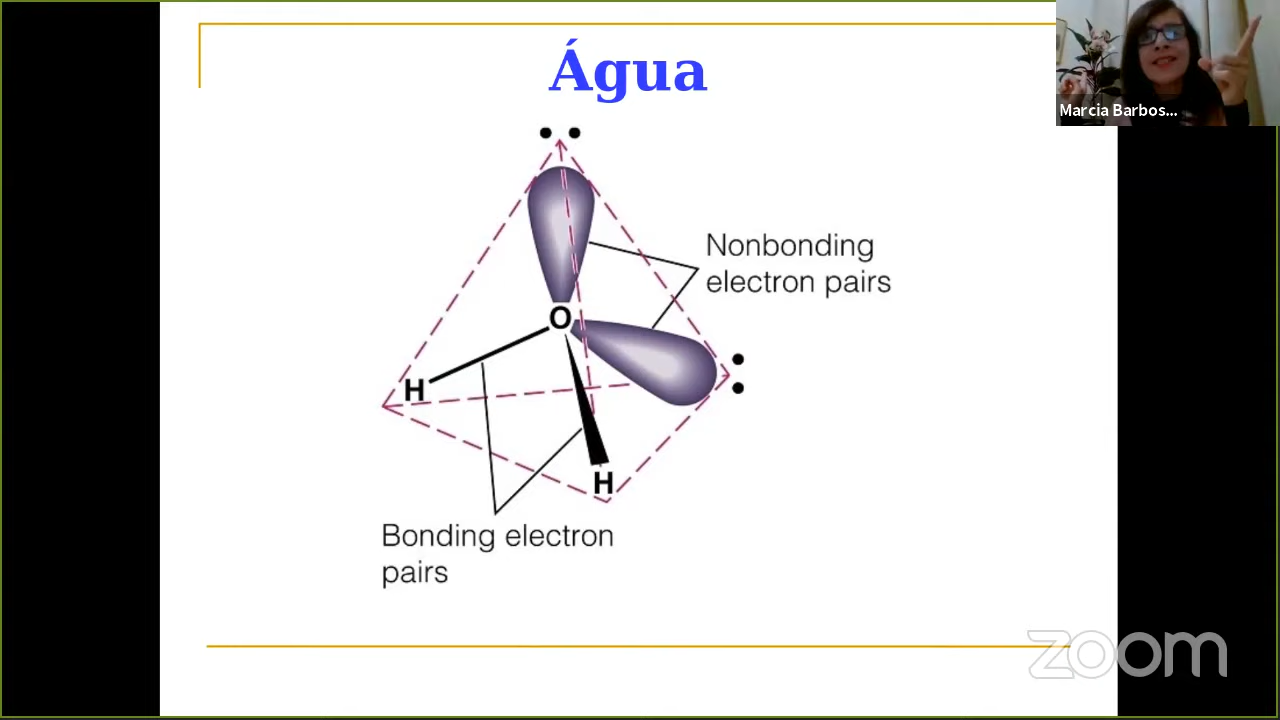 Água
Marcia Barbos...
Nonbonding
electron pairs
O
H
H
Bonding electron
pairs
zoom